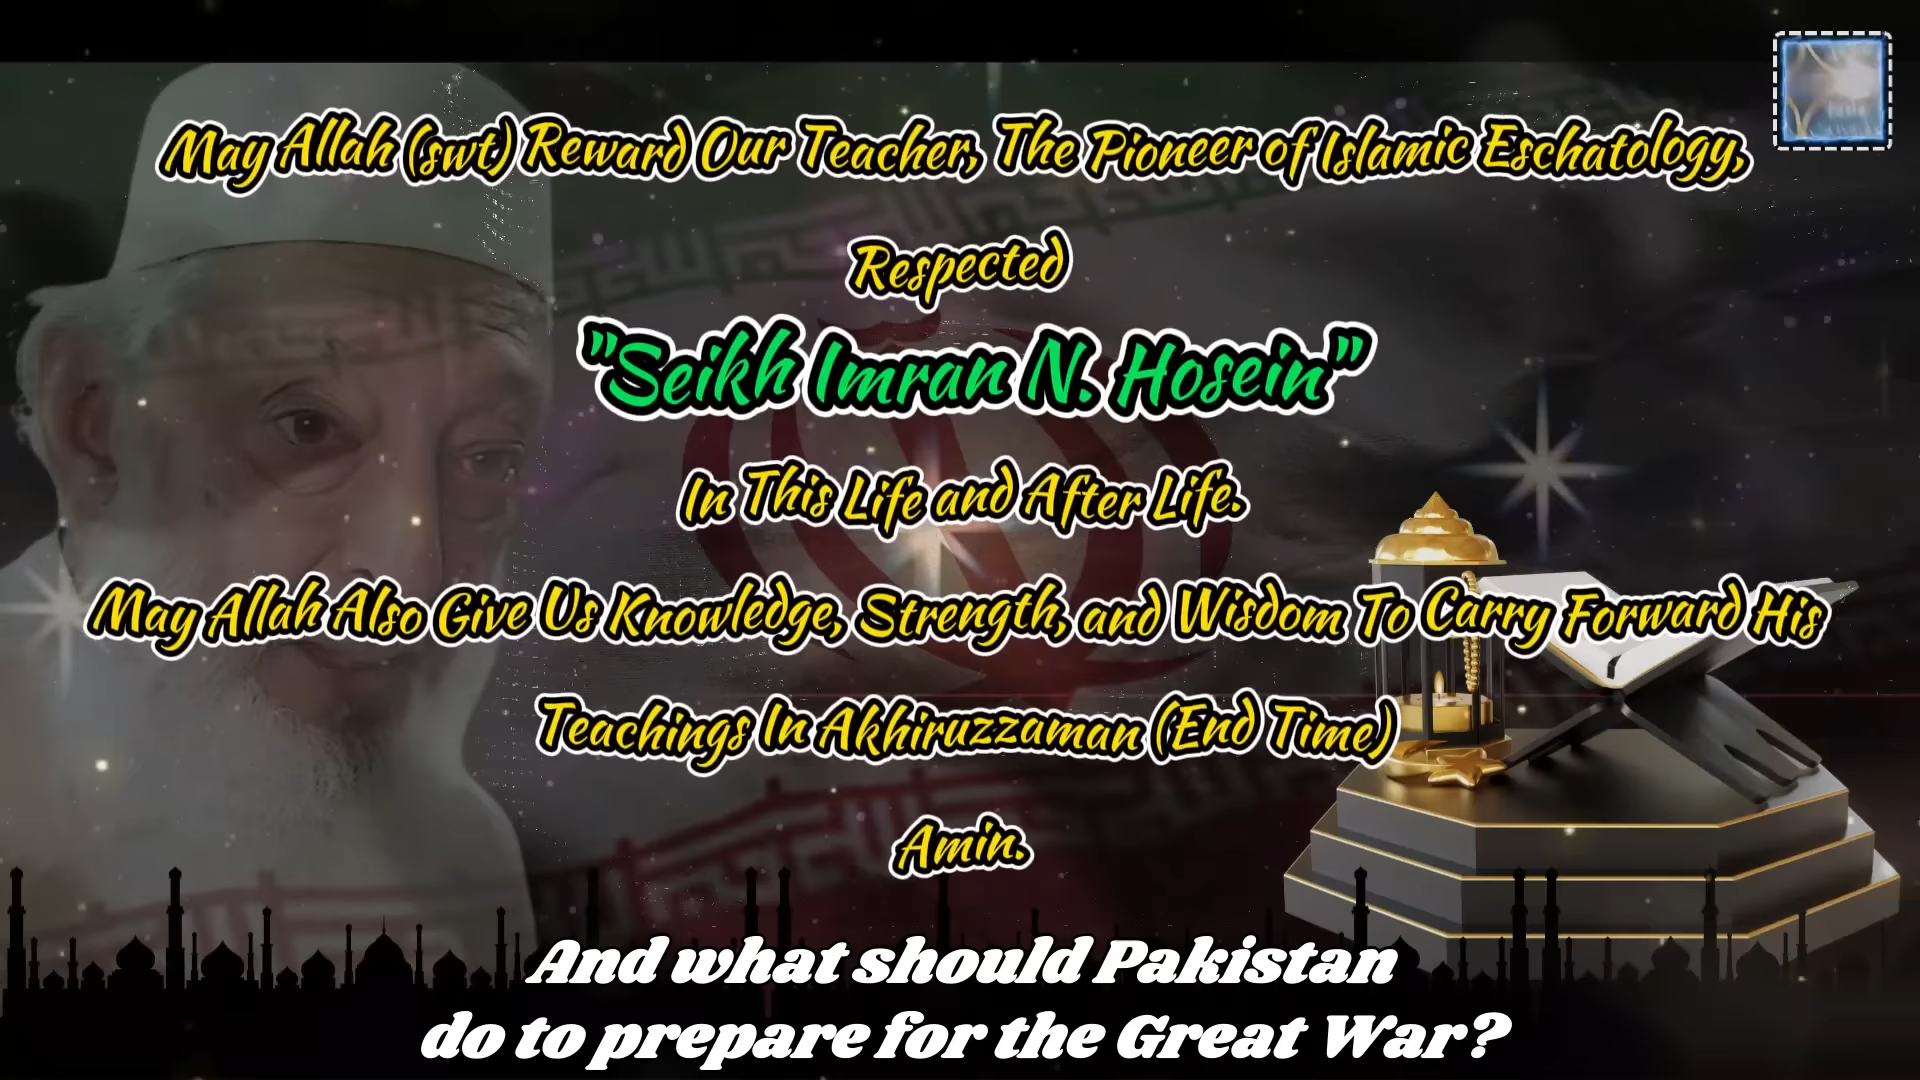 May Allah (swt) Reward Our Teacher, The Pioneer of Islamic Eschatology,
Respected
"Seikh Imran N. Hosein"
In This Life and After Life.
May Allah Also Give Us Knowledge, Strength, and Wisdom To Carry Forward His
Teachings In Akhiruzzaman (End Time)
Amin.
And what should Pakistan
do to prepare for the Great War?